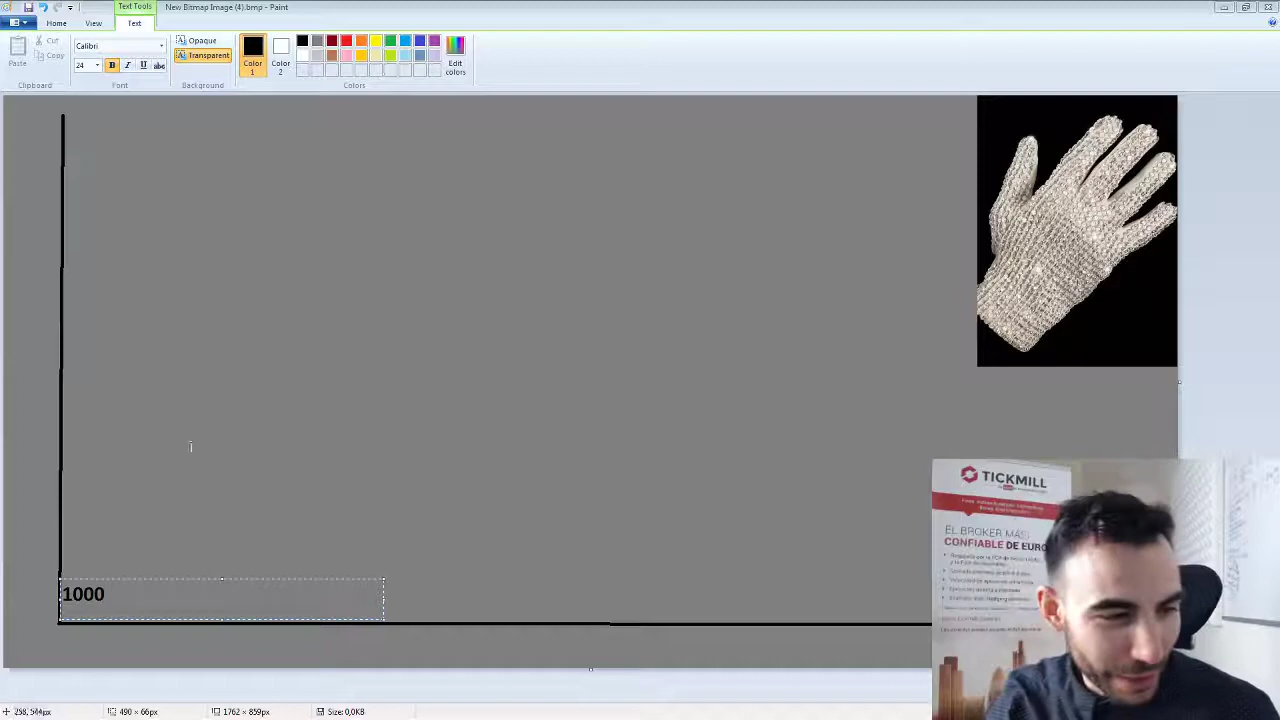 Text Tools
New Bitmap Image (4).bmp - Paint
Home
View
Text
Paste
Cut
Copy
Clipboard
Calibri
24
B
I
U
abc
Font
Opaque
Transparent
Background
Color 1
Color 2
Edit colors
Colors
1000
TICKMILL
EL BROKER MÁS
CONFIABLE DE EURO
258, 544px
490 × 66px
1762 × 859px
Size: 0,0KB